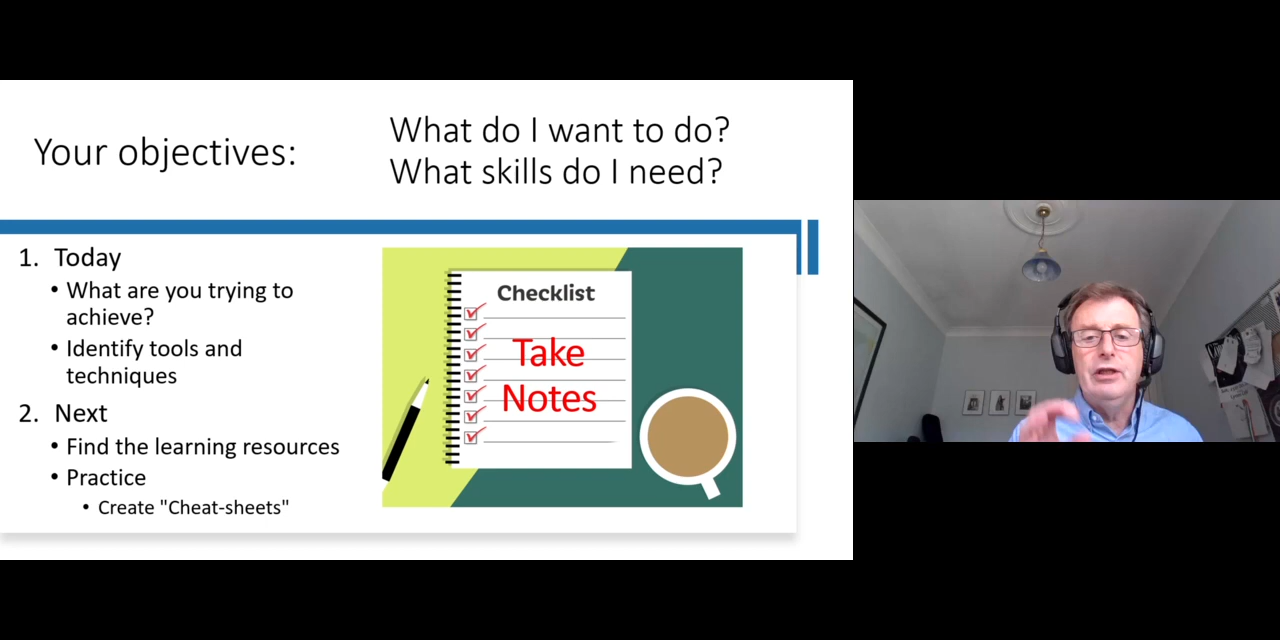 Your objectives:
What do I want to do?
What skills do I need?
1. Today
• What are you trying to
achieve?
• Identify tools and
techniques
2. Next
• Find the learning resources
• Practice
• Create "Cheat-sheets"
Checklist
Take
Notes